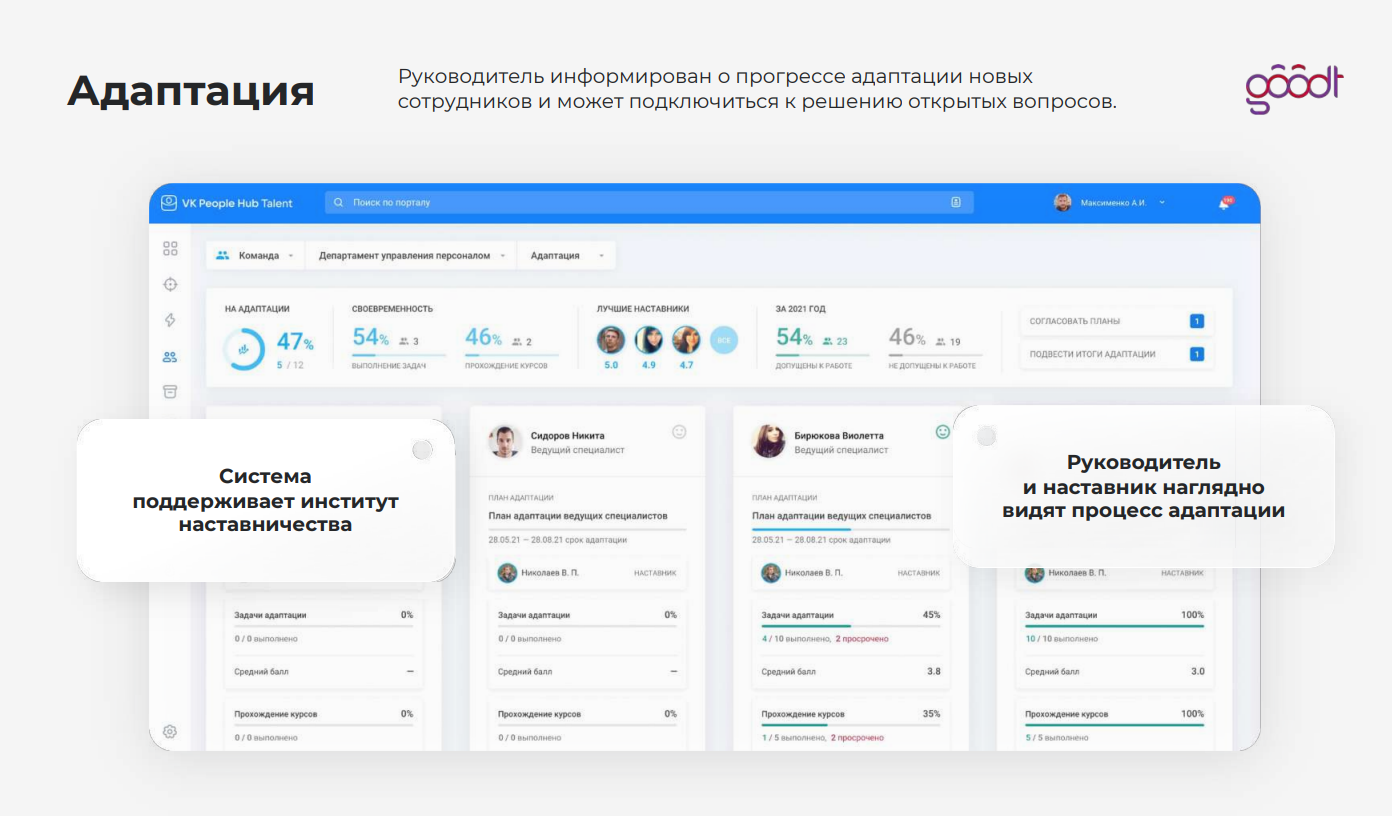 Адаптация
Руководитель информирован о прогрессе адаптации новых
сотрудников и может подключиться к решению открытых вопросов.
goodt
VK People Hub Talent
Поиск по порталу
Максименко А.И.
Команда
Департамент управления персоналом
Адаптация
НА АДАПТАЦИИ
47%
5 / 12
СВОЕВРЕМЕННОСТЬ
54% 3
ВЫПОЛНЕНИЕ ЗАДАЧ
46% 2
ПРОХОЖДЕНИЕ КУРСОВ
ЛУЧШИЕ НАСТАВНИКИ
ВСЕ
5.0 4.9 4.7
ЗА 2021 ГОД
54% 23
ДОПУЩЕНЫ К РАБОТЕ
46% 19
НЕ ДОПУЩЕНЫ К РАБОТЕ
СОГЛАСОВАТЬ ПЛАНЫ 1
ПОДВЕСТИ ИТОГИ АДАПТАЦИИ 1
Система
поддерживает институт
наставничества
Задачи адаптации 0%
0 / 0 выполнено
Средний балл –
Прохождение курсов 0%
0 / 0 выполнено
Сидоров Никита
Ведущий специалист
ПЛАН АДАПТАЦИИ
План адаптации ведущих специалистов
28.05.21 – 28.08.21 срок адаптации
Николаев В. П. НАСТАВНИК
Задачи адаптации 0%
0 / 0 выполнено
Средний балл –
Прохождение курсов 0%
0 / 0 выполнено
Бирюкова Виолетта
Ведущий специалист
ПЛАН АДАПТАЦИИ
План адаптации ведущих специалистов
28.05.21 – 28.08.21 срок адаптации
Николаев В. П. НАСТАВНИК
Задачи адаптации 45%
4 / 10 выполнено, 2 просрочено
Средний балл 3.8
Прохождение курсов 35%
1 / 5 выполнено, 2 просрочено
Руководитель
и наставник наглядно
видят процесс адаптации
Николаев В. П. НАСТАВНИК
Задачи адаптации 100%
10 / 10 выполнено
Средний балл 3.0
Прохождение курсов 100%
5 / 5 выполнено